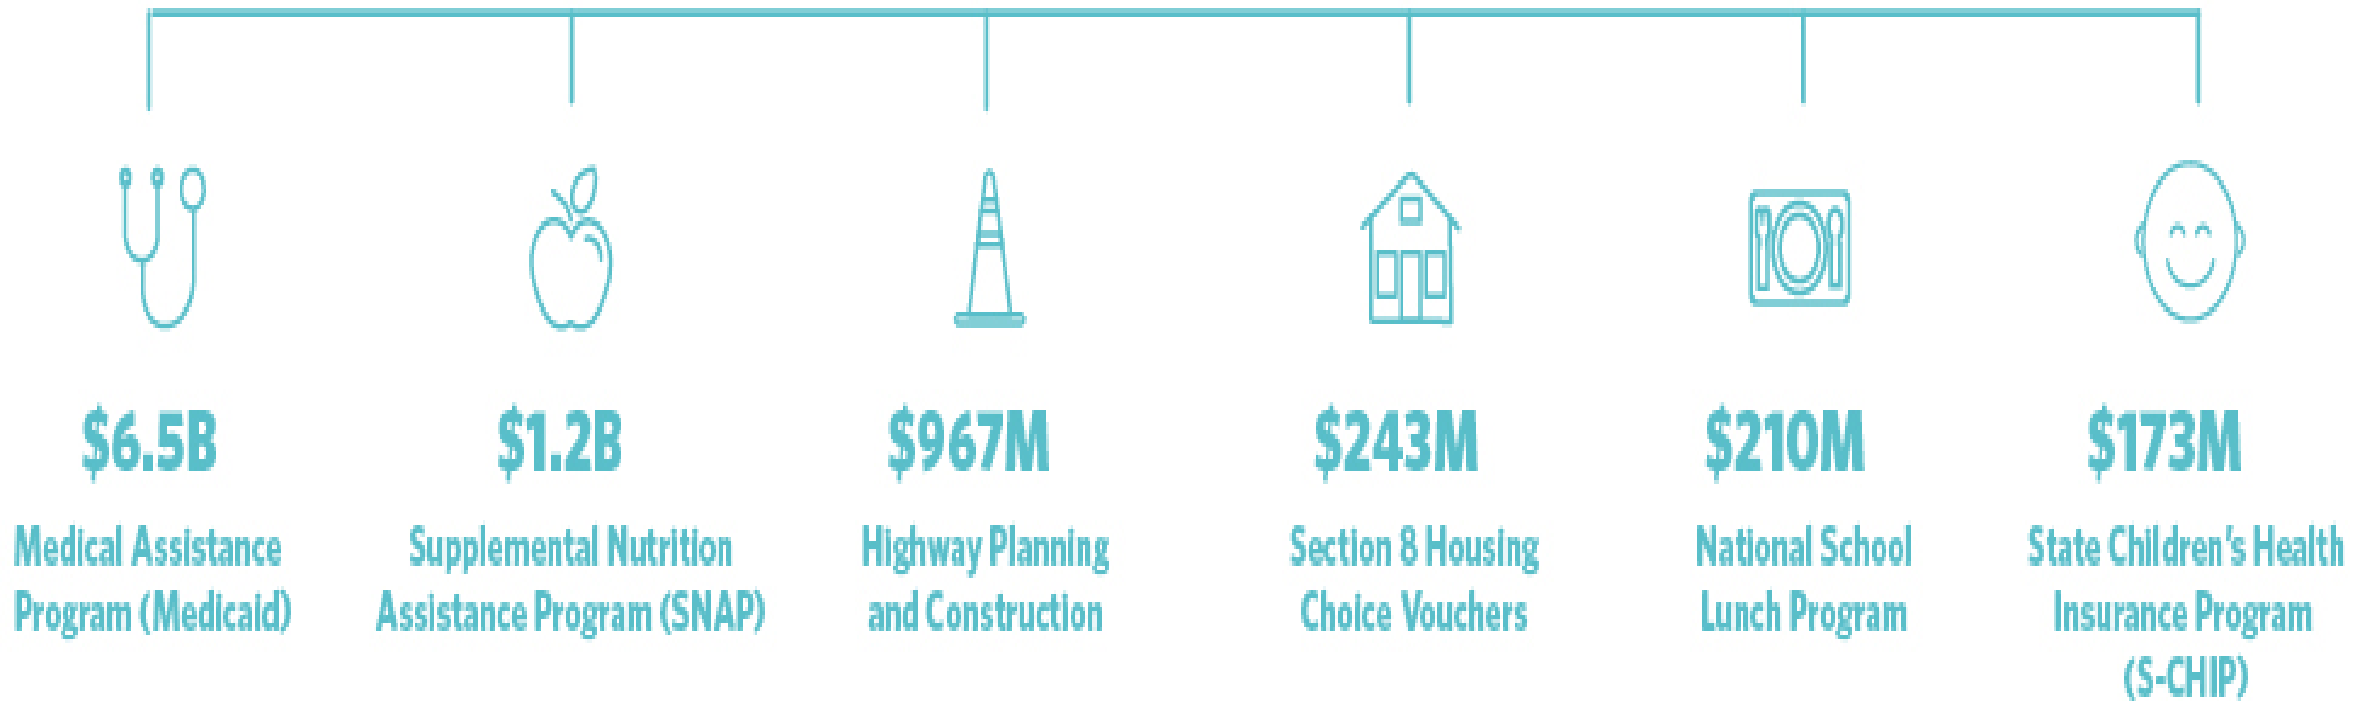 $6.5B
Medical Assistance
Program (Medicaid)
$1.2B
Supplemental Nutrition
Assistance Program (SNAP)
$967M
Highway Planning
and Construction
$243M
Section 8 Housing
Choice Vouchers
$210M
National School
Lunch Program
$173M
State Children's Health
Insurance Program
(S-CHIP)